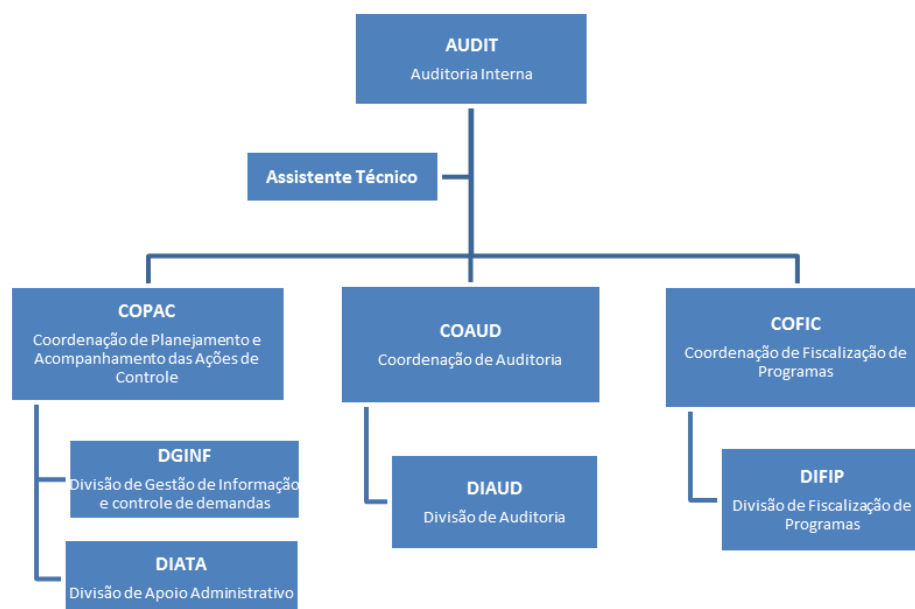 AUDIT
Auditoria Interna
Assistente Técnico
COPAC
Coordenação de Planejamento e
Acompanhamento das Ações de
Controle
COAUD
Coordenação de Auditoria
COFIC
Coordenação de Fiscalização de
Programas
DGINF
Divisão de Gestão de Informação
e controle de demandas
DIAUD
Divisão de Auditoria
DIFIP
Divisão de Fiscalização de
Programas
DIATA
Divisão de Apoio Administrativo